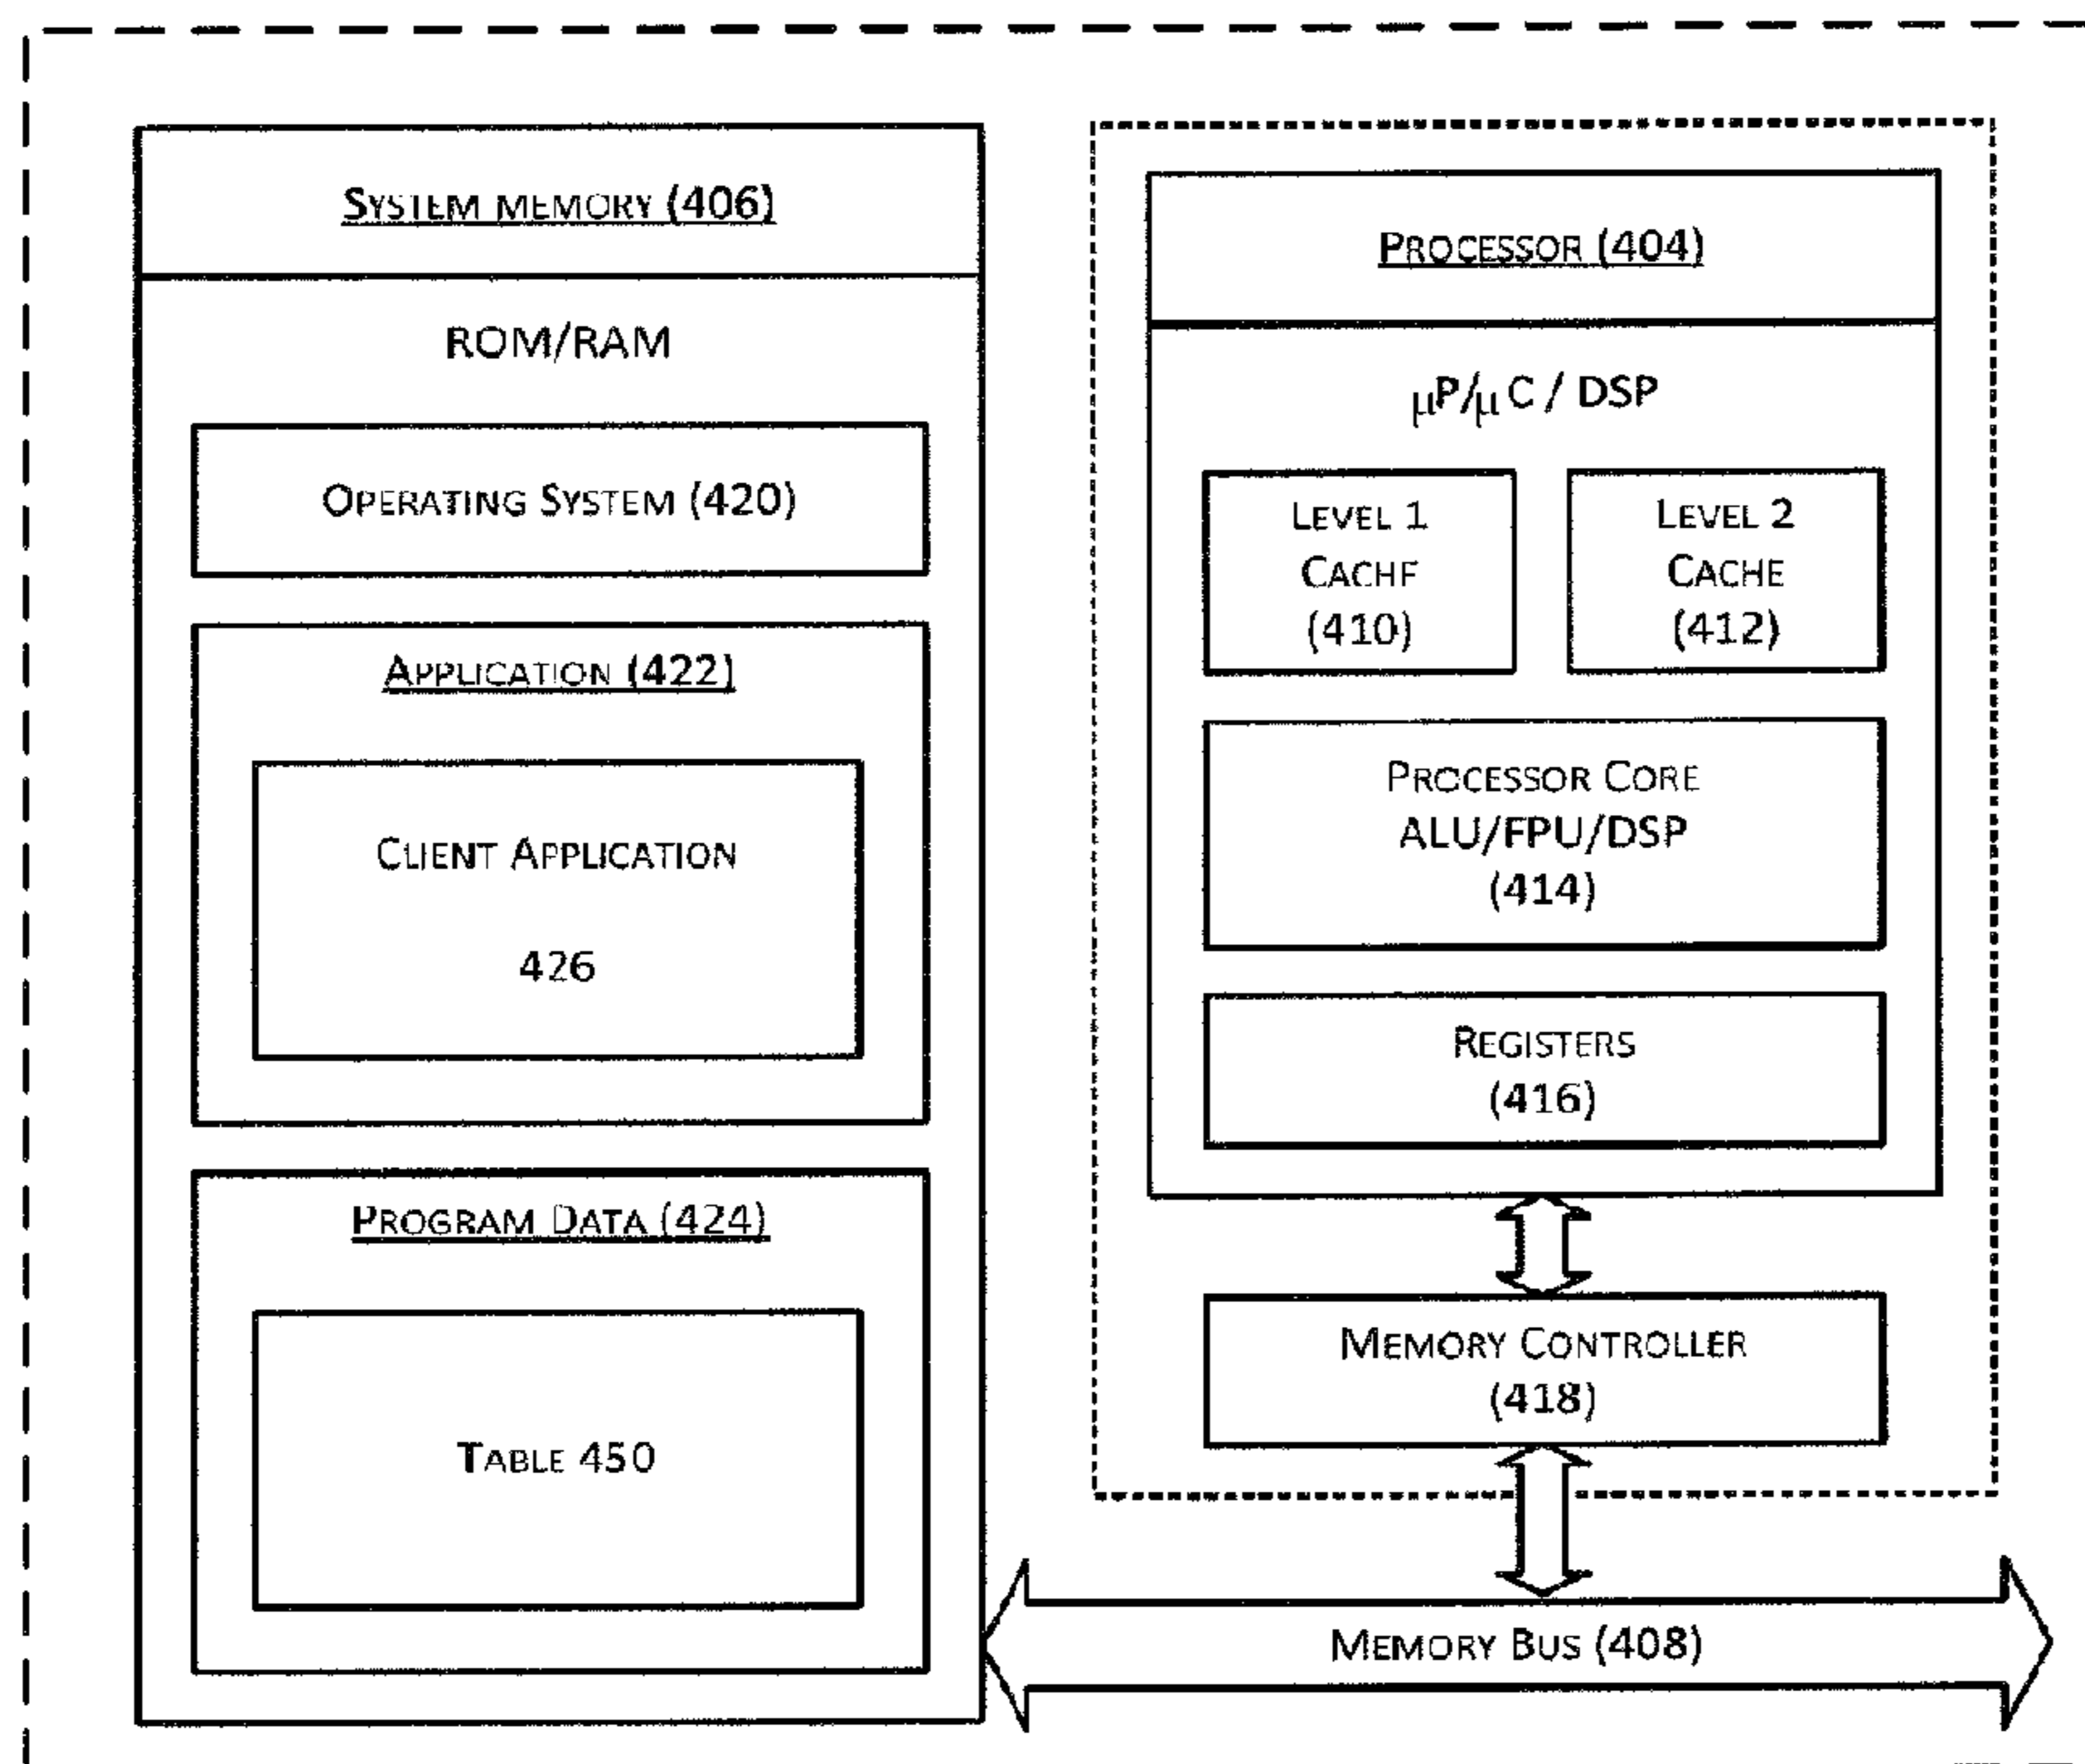 SYSTEM MEMORY (406)
ROM/RAM
OPERATING SYSTEM (420)
APPLICATION (422)
CLIENT APPLICATION
426
PROGRAM DATA (424)
TABLE 450
PROCESSOR (404)
μP/μC / DSP
LEVEL 1
CACHE
(410)
LEVEL 2
CACHE
(412)
PROCESSOR CORE
ALU/FPU/DSP
(414)
REGISTERS
(416)
MEMORY CONTROLLER
(418)
MEMORY BUS (408)